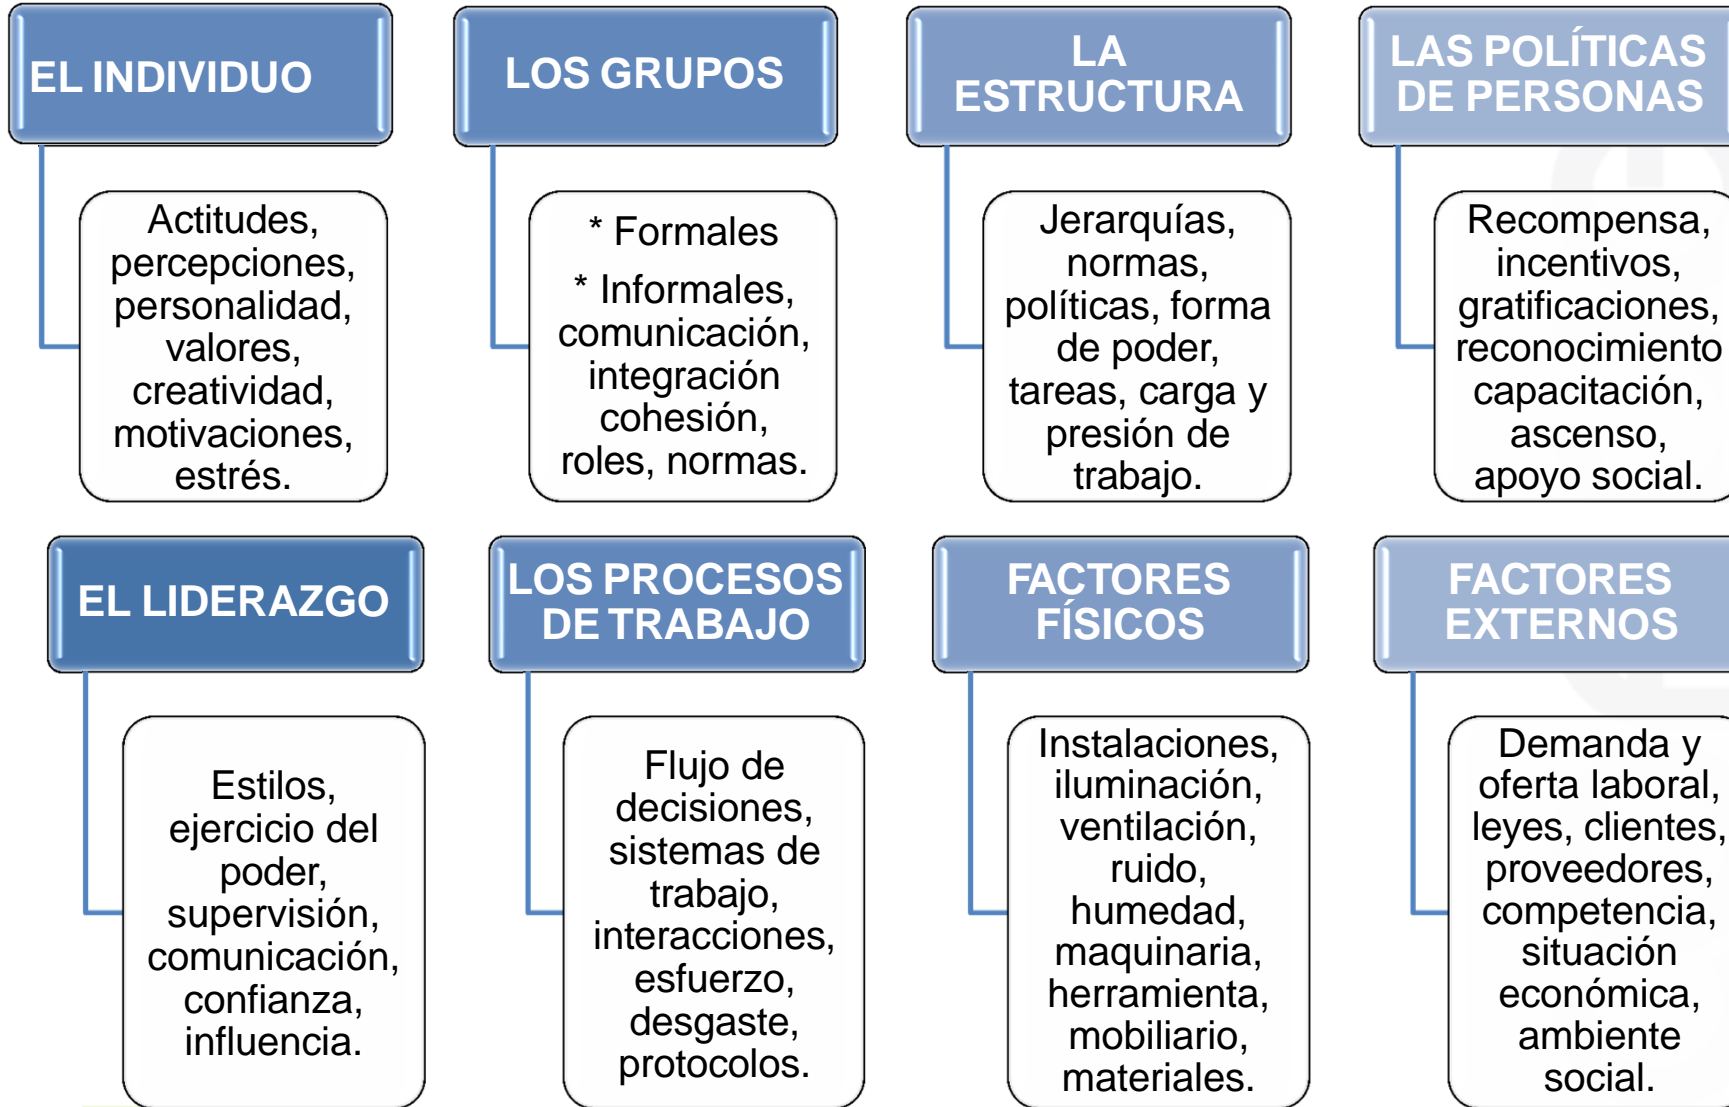 EL INDIVIDUO
Actitudes,
percepciones,
personalidad,
valores,
creatividad,
motivaciones,
estrés.
LOS GRUPOS
* Formales
* Informales,
comunicación,
integración
cohesión,
roles, normas.
LA
ESTRUCTURA
Jerarquías,
normas,
políticas, forma
de poder,
tareas, carga y
presión de
trabajo.
LAS POLÍTICAS
DE PERSONAS
Recompensa,
incentivos,
gratificaciones,
reconocimiento
capacitación,
ascenso,
apoyo social.
EL LIDERAZGO
Estilos,
ejercicio del
poder,
supervisión,
comunicación,
confianza,
influencia.
LOS PROCESOS
DE TRABAJO
Flujo de
decisiones,
sistemas de
trabajo,
interacciones,
esfuerzo,
desgaste,
protocolos.
FACTORES
FÍSICOS
Instalaciones,
iluminación,
ventilación,
ruido,
humedad,
maquinaria,
herramienta,
mobiliario,
materiales.
FACTORES
EXTERNOS
Demanda y
oferta laboral,
leyes, clientes,
proveedores,
competencia,
situación
económica,
ambiente
social.